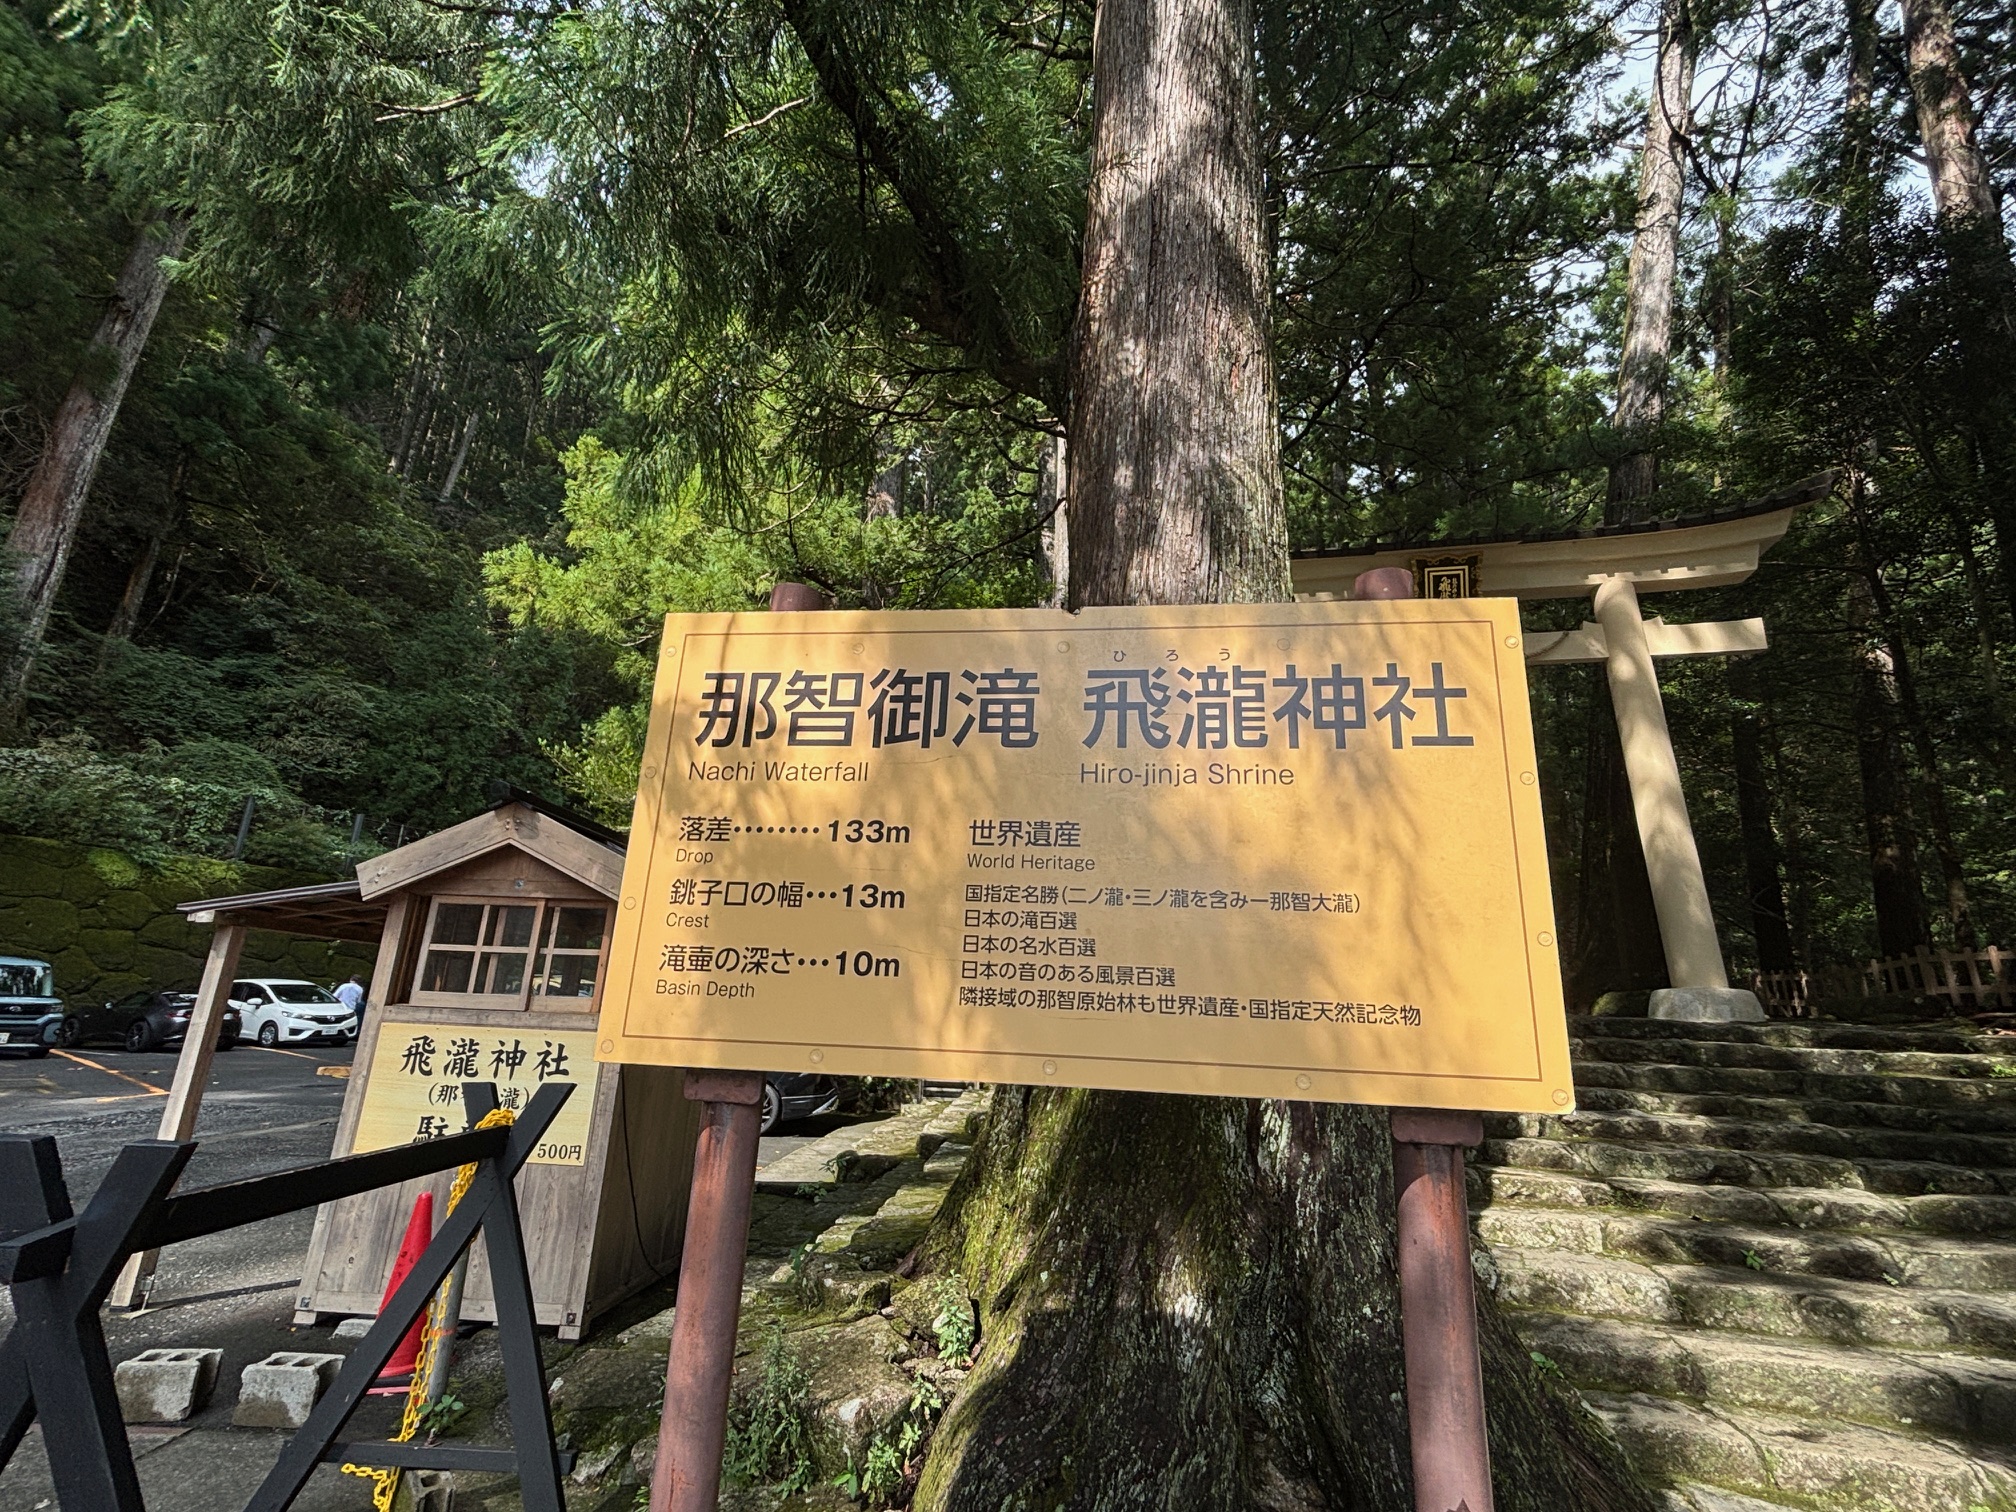 ひろう
那智御滝 飛瀧神社
Nachi Waterfall Hiro-jinja Shrine
落差········133m
Drop
銚子口の幅···13m
Crest
滝壷の深さ···10m
Basin Depth
世界遺産
World Heritage
国指定名勝(二ノ瀧・三ノ瀧を含みー那智大瀧)
日本の滝百選
日本の名水百選
日本の音のある風景百選
隣接域の那智原始林も世界遺産・国指定天然記念物
飛瀧神社
(那 瀧)
駐 500円